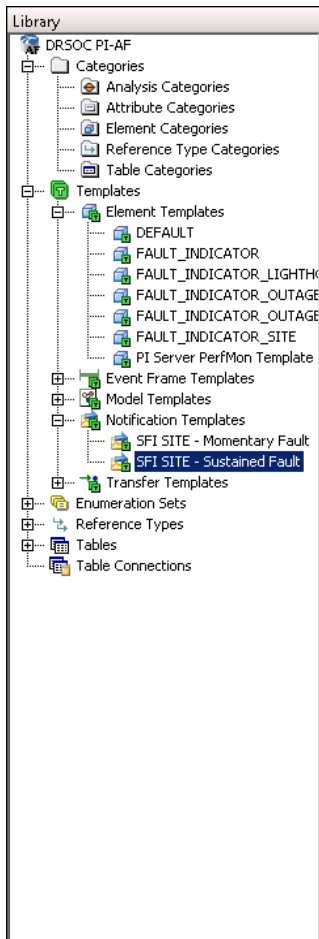 Library
DRSOC PI-AF
Categories
Analysis Categories
Attribute Categories
Element Categories
Reference Type Categories
Table Categories
Templates
Element Templates
DEFAULT
FAULT_INDICATOR
FAULT_INDICATOR_LIGHTH
FAULT_INDICATOR_OUTAGE
FAULT_INDICATOR_OUTAGE
FAULT_INDICATOR_SITE
PI Server PerfMon Template
Event Frame Templates
Model Templates
Notification Templates
SFI SITE - Momentary Fault
SFI SITE - Sustained Fault
Transfer Templates
Enumeration Sets
Reference Types
Tables
Table Connections